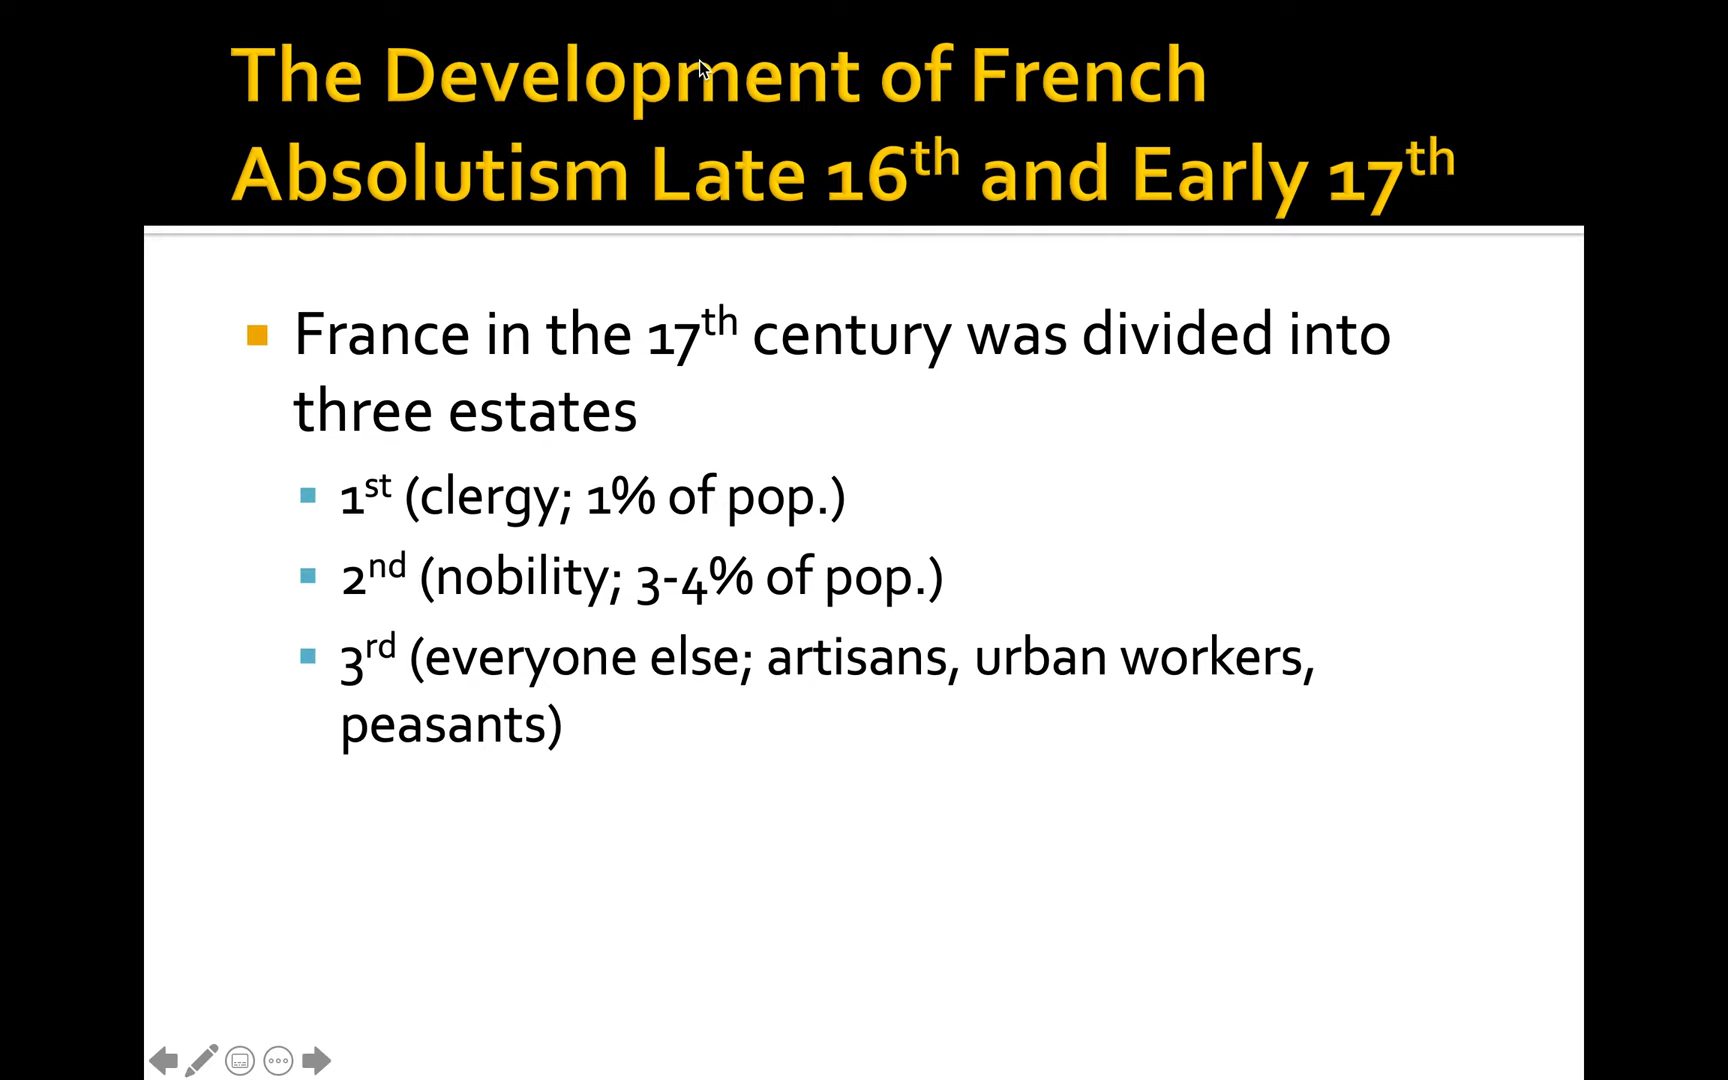 The Development of French
Absolutism Late 16th and Early 17th
France in the 17th century was divided into
three estates
1st (clergy; 1% of pop.)
2nd (nobility; 3-4% of pop.)
3rd (everyone else; artisans, urban workers,
peasants)